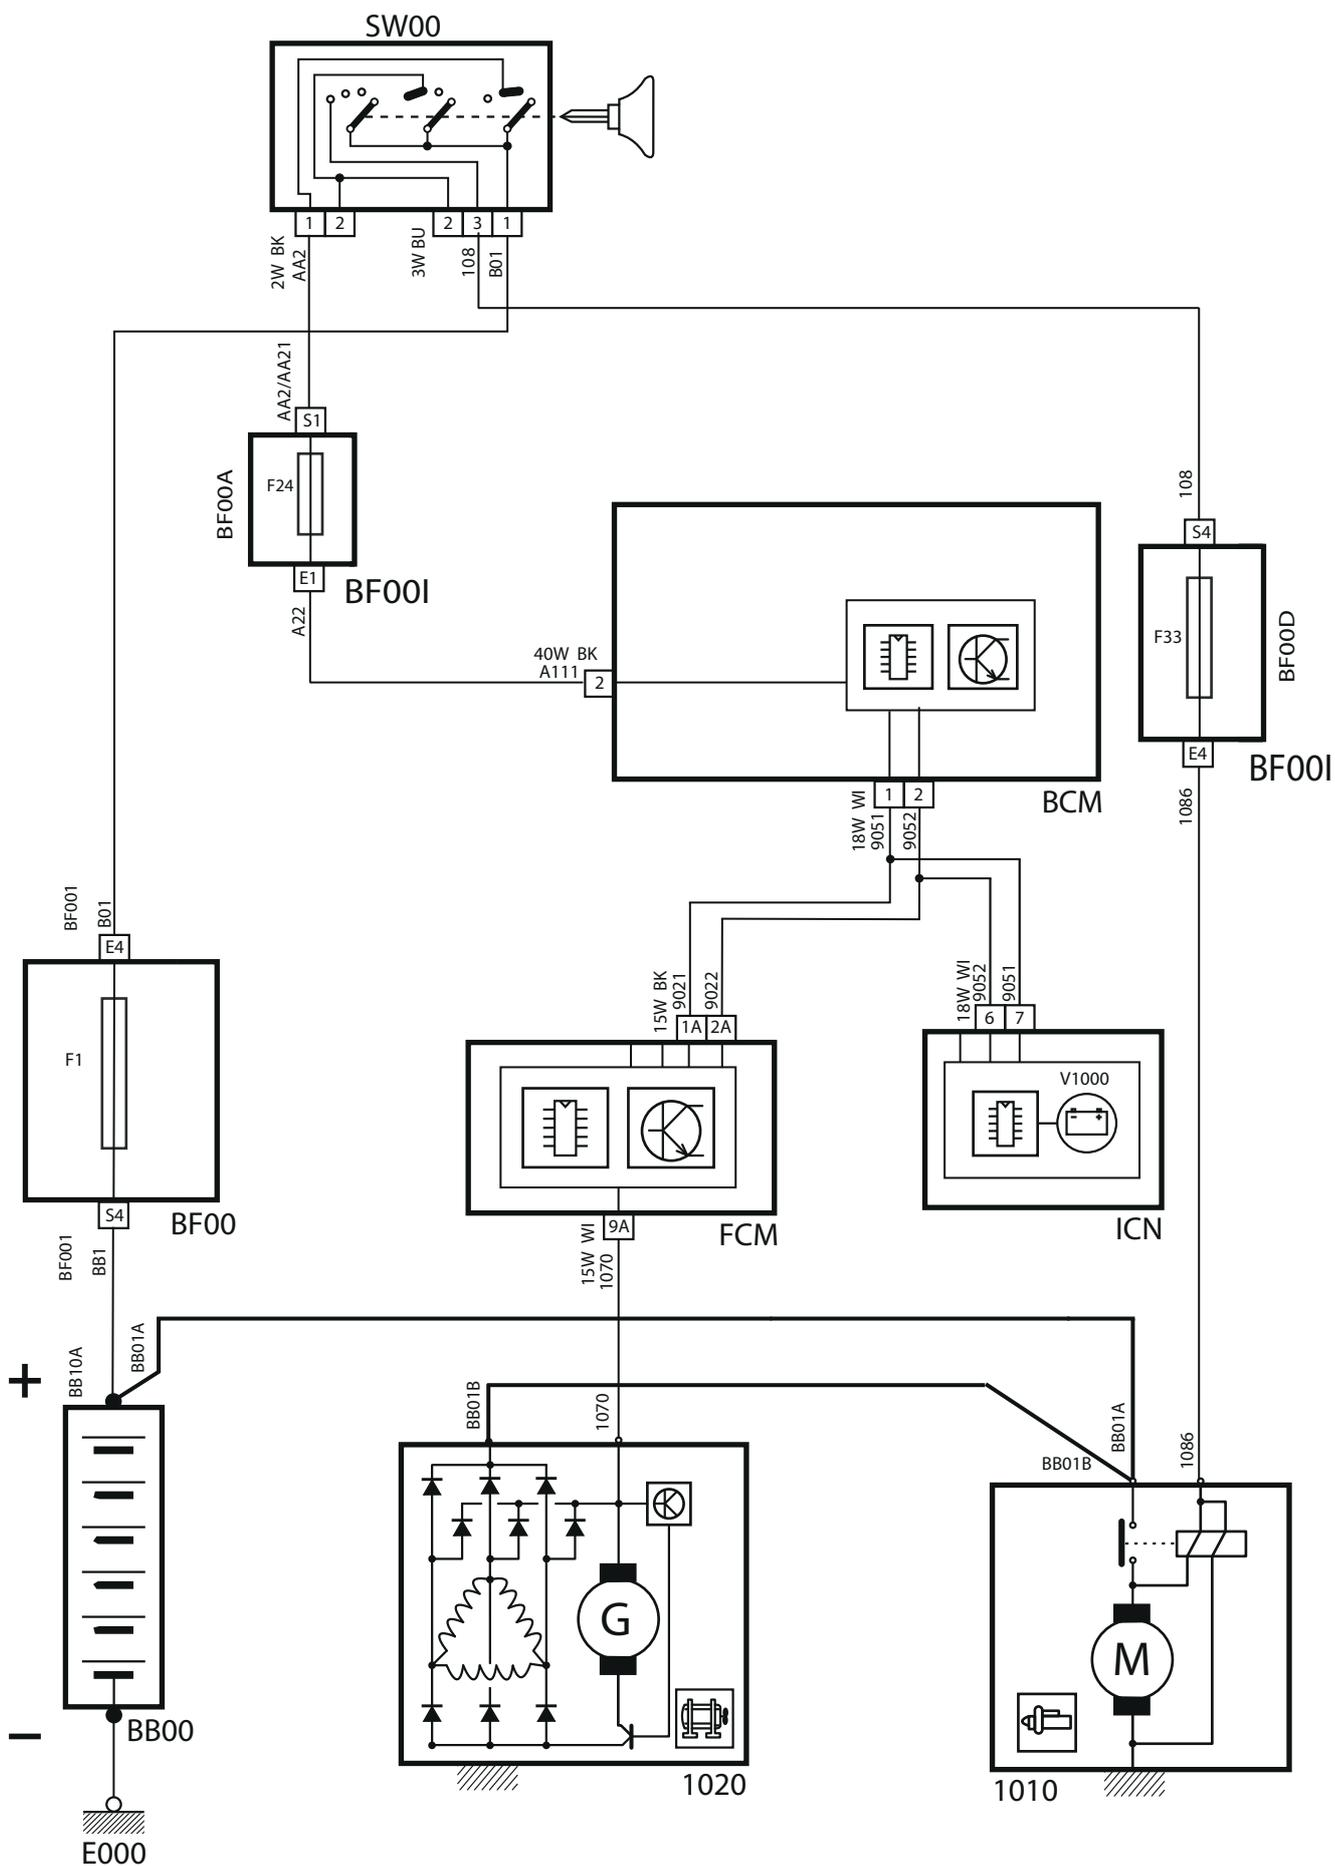 SW00
1 2 2 3 1
2W BK
AA2
3W BU
108
B01
AA2/AA21
S1
F24
BF00A
E1
BF00I
A22
40W BK
A111
2
108
S4
F33
BF00D
E4
BF00I
1086
1 2
BCM
18W WI
9051
9052
BF001
B01
E4
F1
S4
BF00
BF001
BB1
15W BK
9021
9022
1A 2A
FCM
9A
15W WI
1070
18W WI
9052
9051
6 7
V1000
- +
ICN
+
BB10A
BB01A
–
BB00
E000
BB01B
1070
G
1020
BB01B
BB01A
1086
M
1010